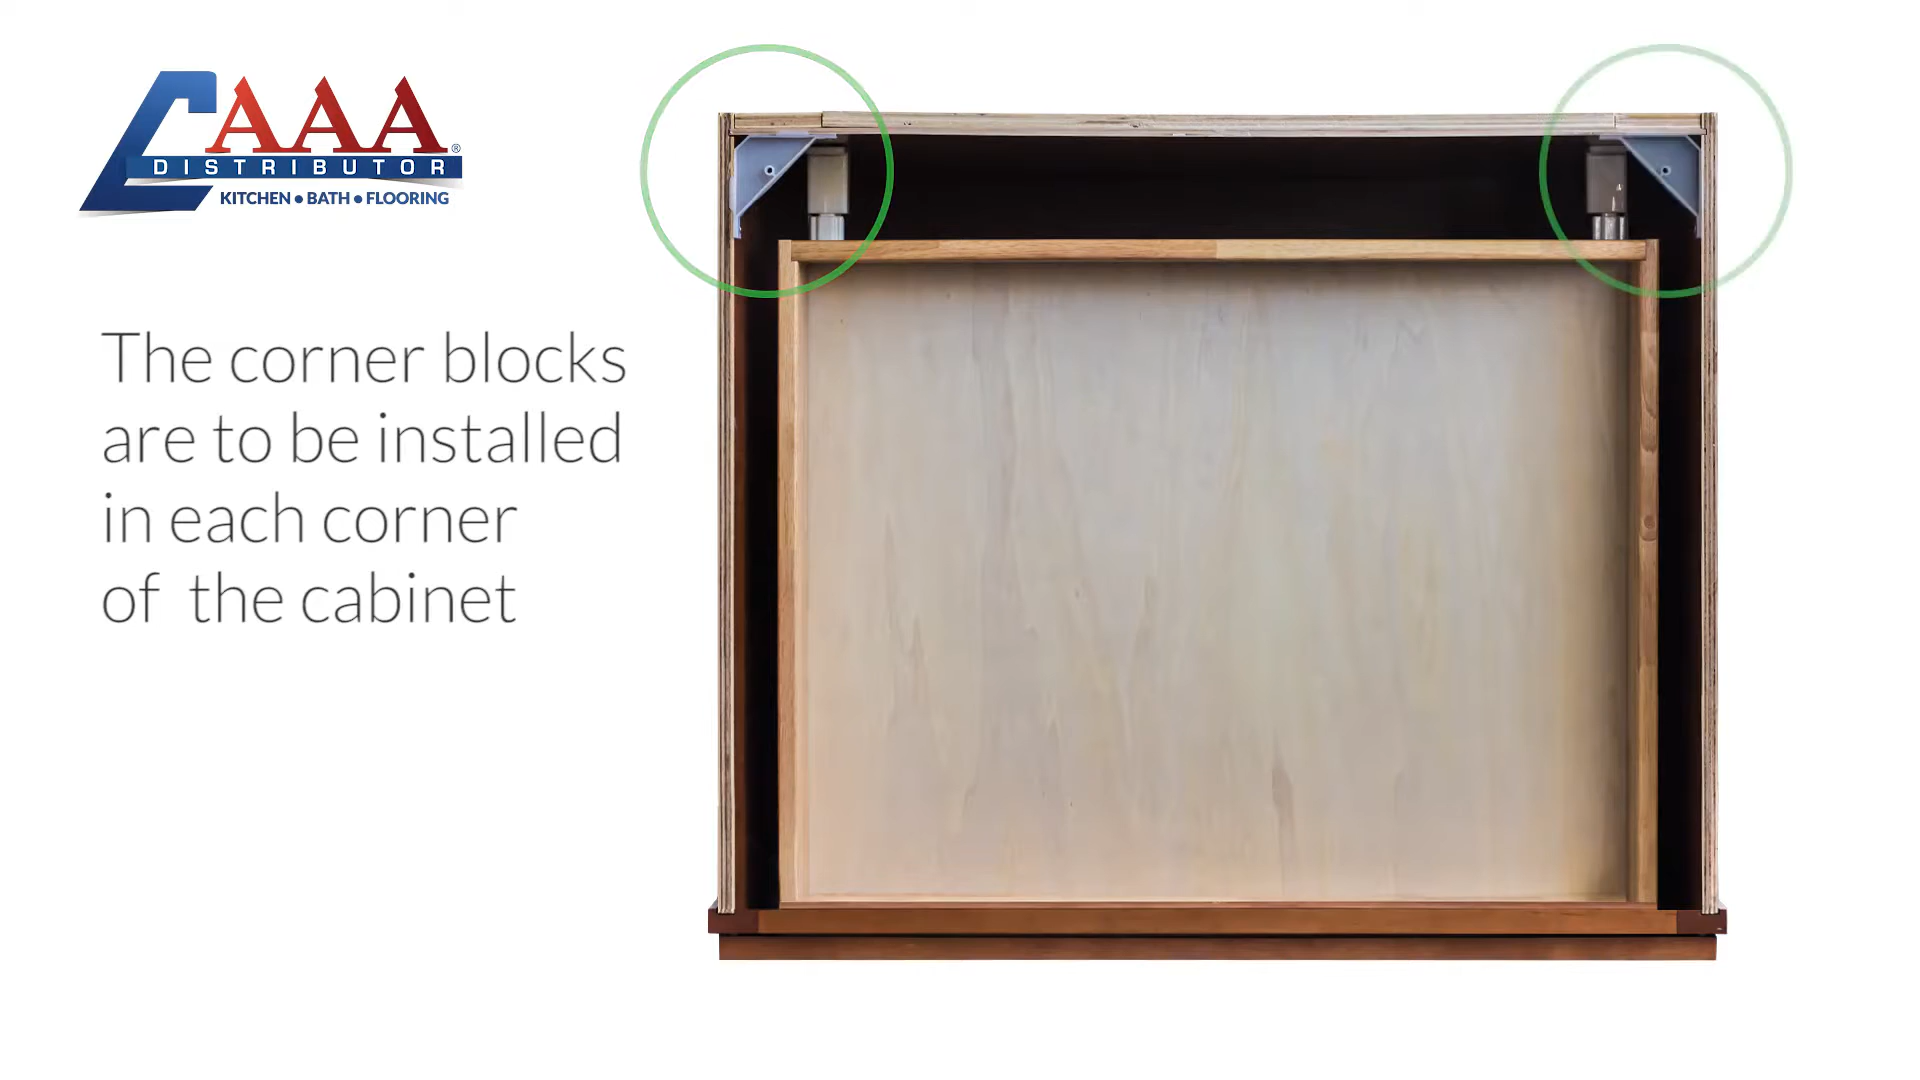 AAA
®
DISTRIBUTOR
KITCHEN • BATH • FLOORING
The corner blocks
are to be installed
in each corner
of the cabinet